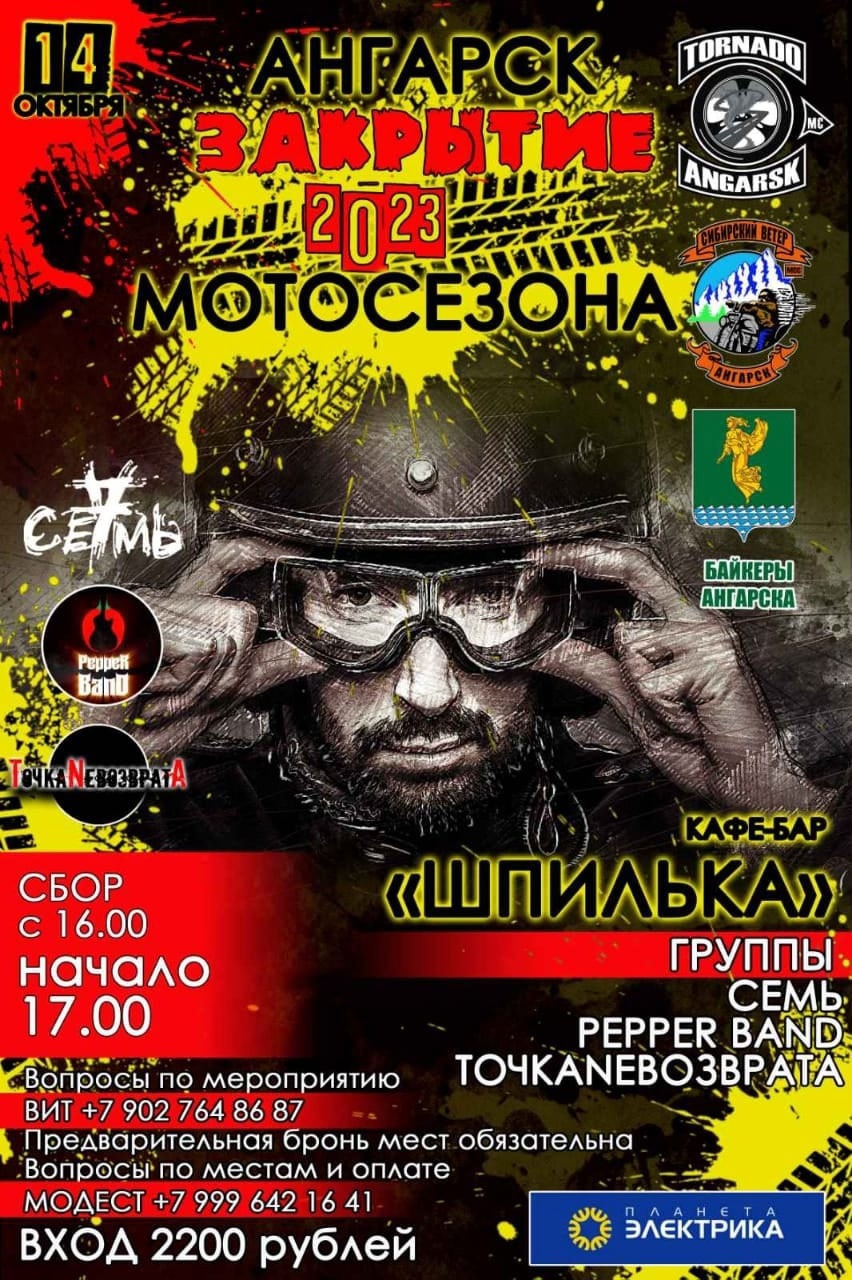 14
ОКТЯБРЯ
АНГАРСК
ЗАКРЫТИЕ
2023
МОТОСЕЗОНА
TORNADO
MC
ANGARSK
СИБИРСКИЙ ВЕТЕР
МСС
АНГАРСК
БАЙКЕРЫ
АНГАРСКА
7
СЕ7МЬ
PeppeR
BanD
ТОЧКАNЕВОЗВРАТА
КАФЕ-БАР
«ШПИЛЬКА»
СБОР
с 16.00
начало
17.00
ГРУППЫ
СЕМЬ
PEPPER BAND
ТОЧКАNЕВОЗВРАТА
Вопросы по мероприятию
ВИТ +7 902 764 86 87
Предварительная бронь мест обязательна
Вопросы по местам и оплате
МОДЕСТ +7 999 642 16 41
ВХОД 2200 рублей
ПЛАНЕТА
ЭЛЕКТРИКА